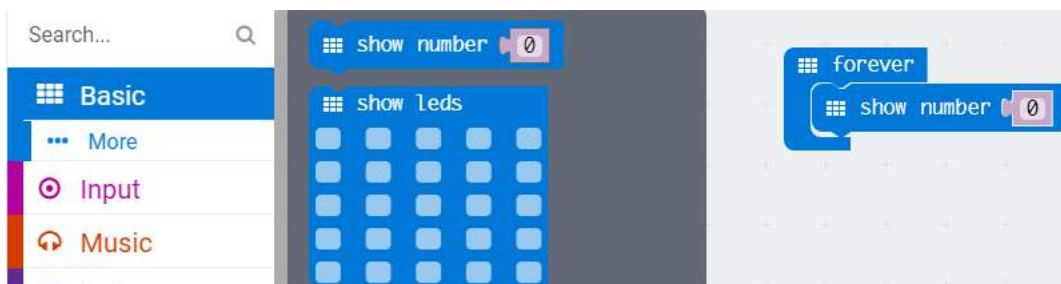 Search...
Basic
More
Input
Music
show number 0
show leds
forever
show number 0